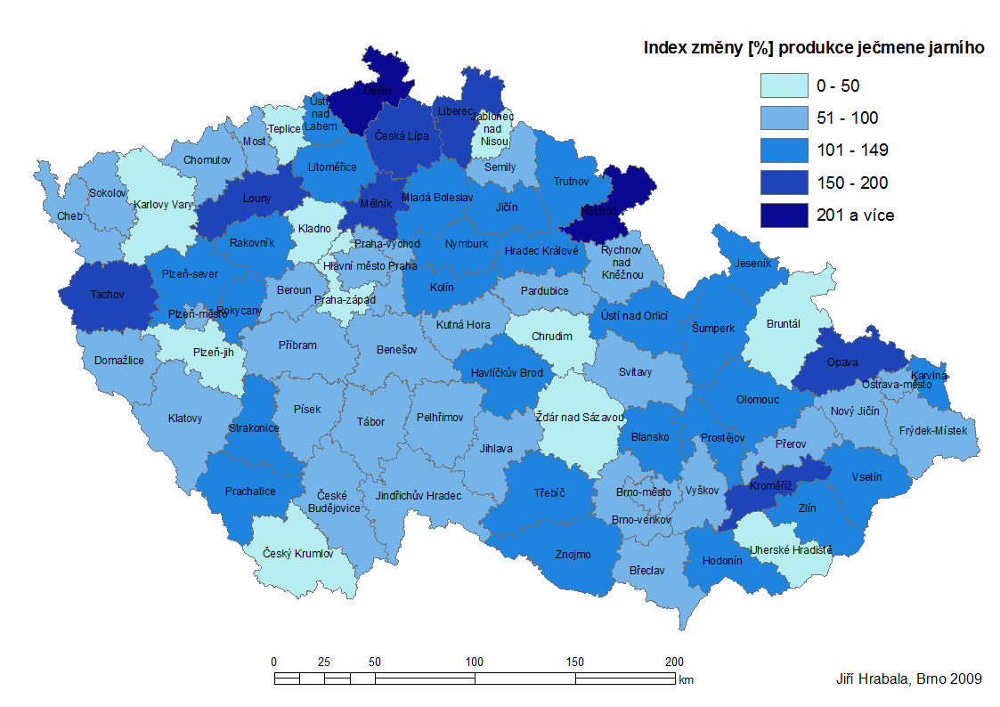 Index změny [%] produkce ječmene jarního
0 - 50
51 - 100
101 - 149
150 - 200
201 a více
Děčín
Ústí
nad
Labem
Liberec
Jablonec
nad
Nisou
Teplice
Most
Česká Lípa
Chomutov
Litoměřice
Semily
Sokolov
Karlovy Vary
Cheb
Louny
Mělník
Mladá Boleslav
Jičín
Trutnov
Náchod
Kladno
Rakovník
Praha-východ
Nymburk
Hradec Králové
Rychnov
nad
Kněžnou
Jeseník
Hlavní město Praha
Plzeň-sever
Tachov
Beroun
Praha-západ
Kolín
Pardubice
Plzeň-město
Rokycany
Ústí nad Orlicí
Šumperk
Bruntál
Kutná Hora
Chrudim
Příbram
Benešov
Plzeň-jih
Domažlice
Havlíčkův Brod
Svitavy
Opava
Karviná
Ostrava-město
Olomouc
Klatovy
Písek
Tábor
Pelhřimov
Žďár nad Sázavou
Nový Jičín
Frýdek-Místek
Strakonice
Blansko
Prostějov
Přerov
Jihlava
Prachatice
České
Budějovice
Jindřichův Hradec
Třebíč
Brno-město
Vyškov
Kroměříž
Vsetín
Brno-venkov
Zlín
Český Krumlov
Znojmo
Břeclav
Hodonín
Uherské Hradiště
0 25 50 100 150 200
km
Jiří Hrabala, Brno 2009